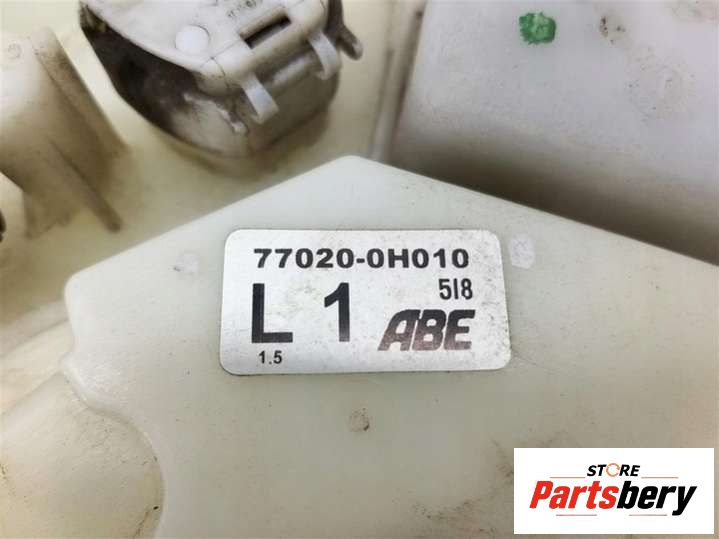 77020-0H010
518
L 1 ABE
1.5
STORE
Partsbery